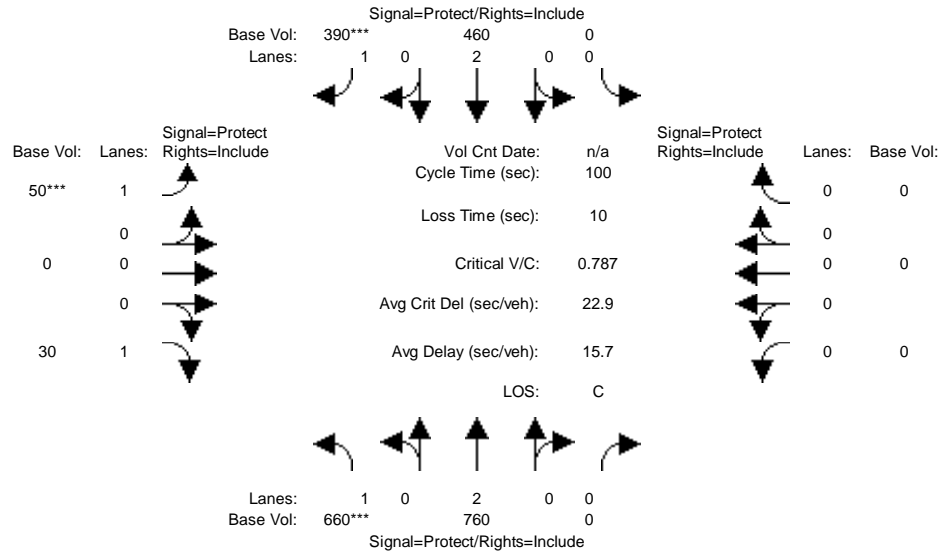 Signal=Protect/Rights=Include
Base Vol: 390*** 460 0
Lanes: 1 0 2 0 0
Signal=Protect
Base Vol: Lanes: Rights=Include
Vol Cnt Date: n/a
Signal=Protect
Rights=Include Lanes: Base Vol:
Cycle Time (sec): 100
50*** 1
0 0
Loss Time (sec): 10
0
0
0 0
Critical V/C: 0.787
0 0
0
Avg Crit Del (sec/veh): 22.9
0
30 1
Avg Delay (sec/veh): 15.7
0 0
LOS: C
Lanes: 1 0 2 0 0
Base Vol: 660*** 760 0
Signal=Protect/Rights=Include